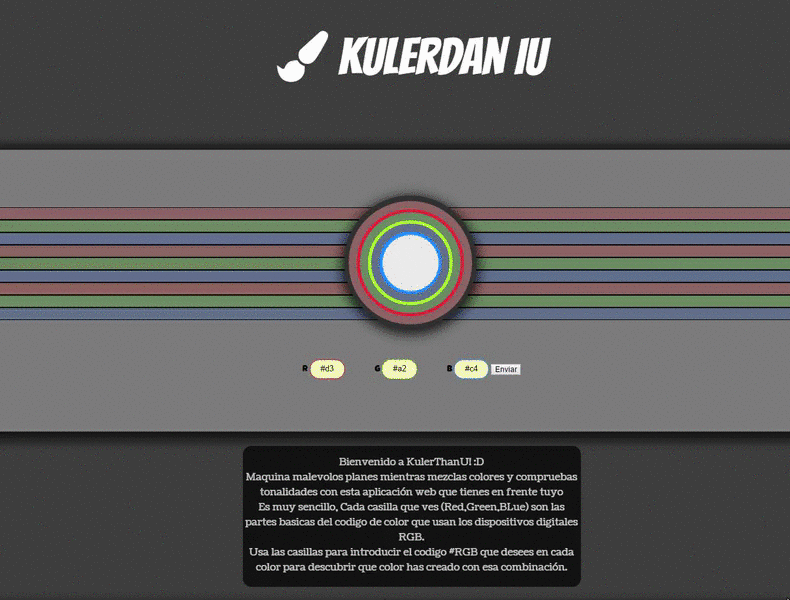 KULERDAN IU
R #d3 G #a2 B #c4 Enviar
Bienvenido a KulerThanU! :D
Maquina malevolos planes mientras mezclas colores y compruebas
tonalidades con esta aplicación web que tienes en frente tuyo
Es muy sencillo, Cada casilla que ves (Red,Green,BLue) son las
partes basicas del codigo de color que usan los dispositivos digitales
RGB.
Usa las casillas para introducir el codigo #RGB que desees en cada
color para descubrir que color has creado con esa combinación.